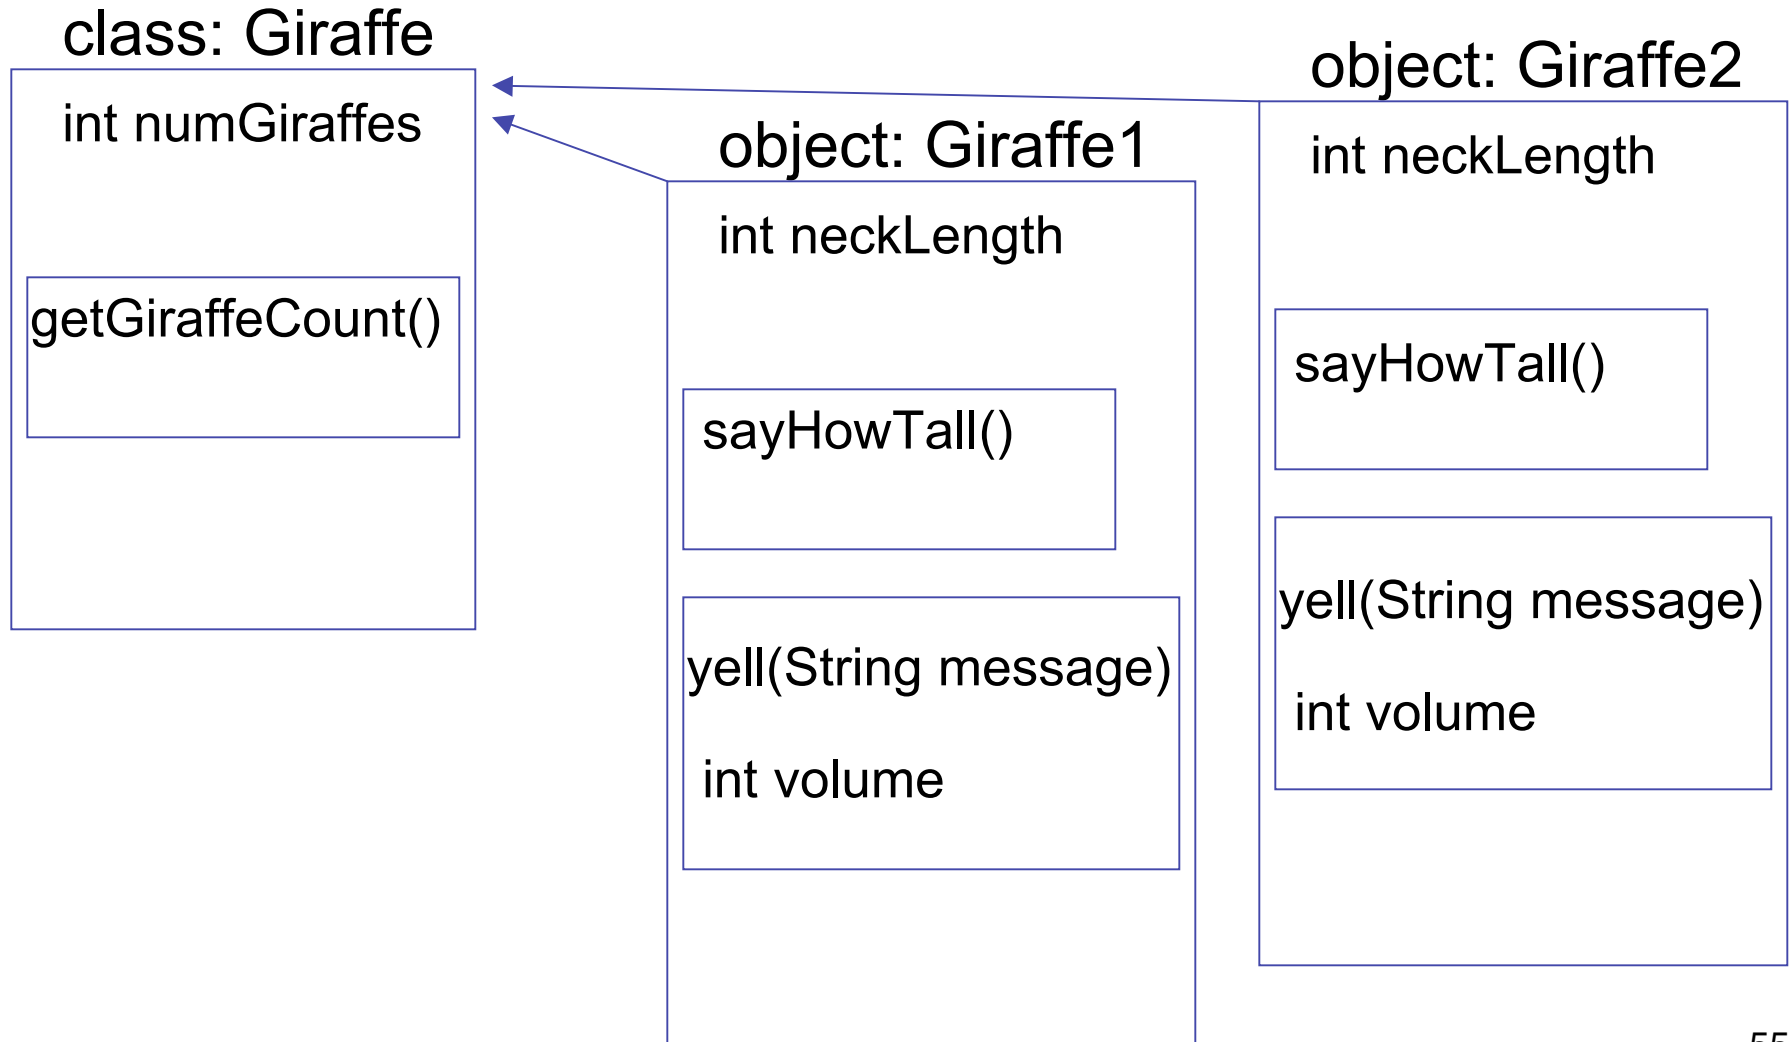 class: Giraffe
int numGiraffes
getGiraffeCount()
object: Giraffe1
int neckLength
sayHowTall()
yell(String message)
int volume
object: Giraffe2
int neckLength
sayHowTall()
yell(String message)
int volume
55